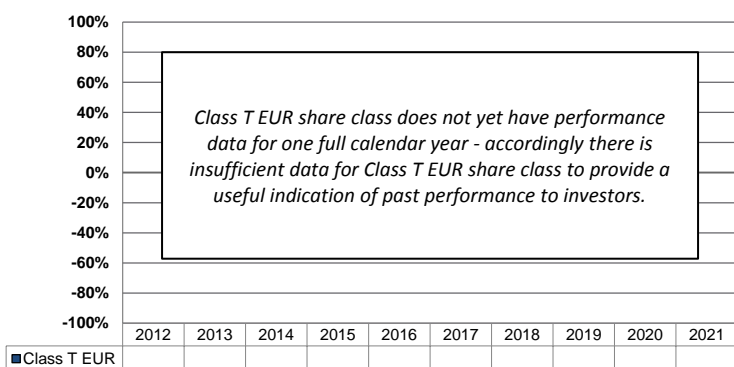 100%
80%
60%
40%
20%
0%
-20%
-40%
-60%
-80%
-100%
Class T EUR share class does not yet have performance
data for one full calendar year - accordingly there is
insufficient data for Class T EUR share class to provide a
useful indication of past performance to investors.
2012 2013 2014 2015 2016 2017 2018 2019 2020 2021
Class T EUR